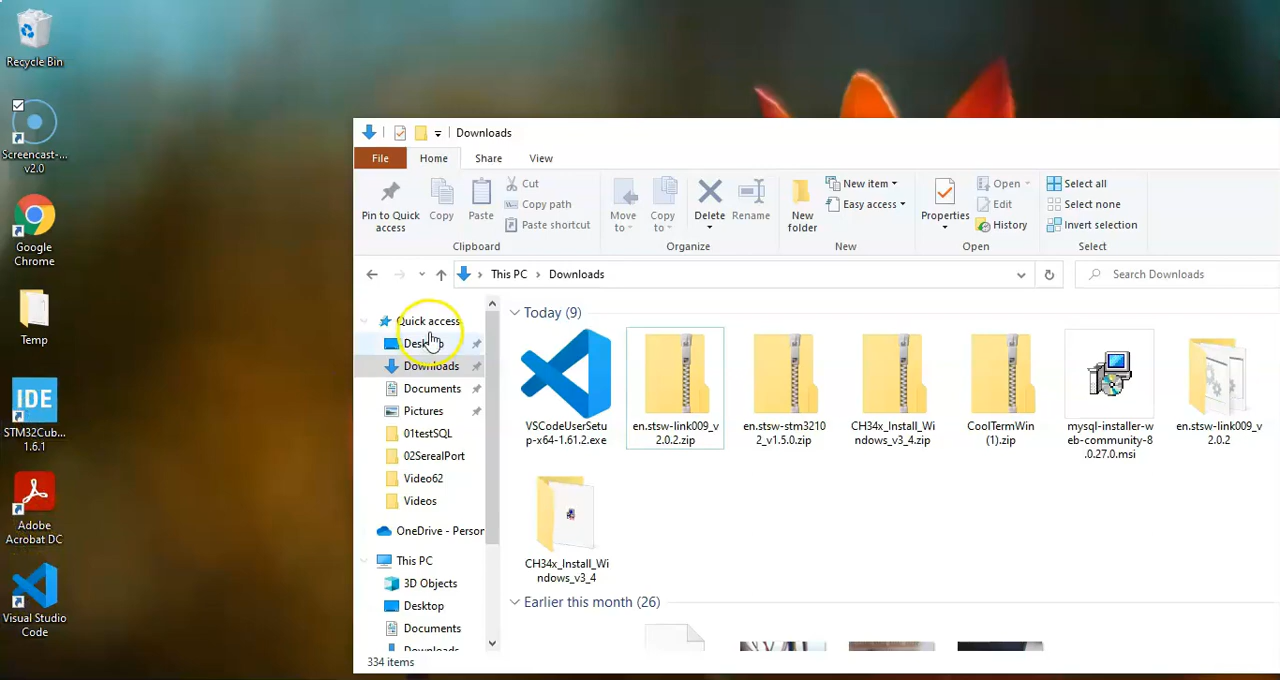 Recycle Bin
Screencast-...
v2.0
Google
Chrome
Temp
IDE
STM32Cub...
1.6.1
Adobe
Acrobat DC
Visual Studio
Code
Downloads
File
Home
Share
View
Pin to Quick
access
Copy
Paste
Cut
Copy path
Paste shortcut
Clipboard
Move
to
Copy
to
Delete
Rename
Organize
New
folder
New item
Easy access
New
Properties
Open
Edit
History
Open
Select all
Select none
Invert selection
Select
This PC > Downloads
Search Downloads
Quick access
Desktop
Downloads
Documents
Pictures
01testSQL
02SerealPort
Video62
Videos
OneDrive - Person
This PC
3D Objects
Desktop
Documents
Downloads
Today (9)
VSCodeUserSetu
p-x64-1.61.2.exe
en.stsw-link009_v
2.0.2.zip
en.stsw-stm3210
2_v1.5.0.zip
CH34x_Install_Wi
ndows_v3_4.zip
CoolTermWin
(1).zip
mysql-installer-w
eb-community-8
.0.27.0.msi
en.stsw-link009_v
2.0.2
CH34x_Install_Wi
ndows_v3_4
Earlier this month (26)
334 items